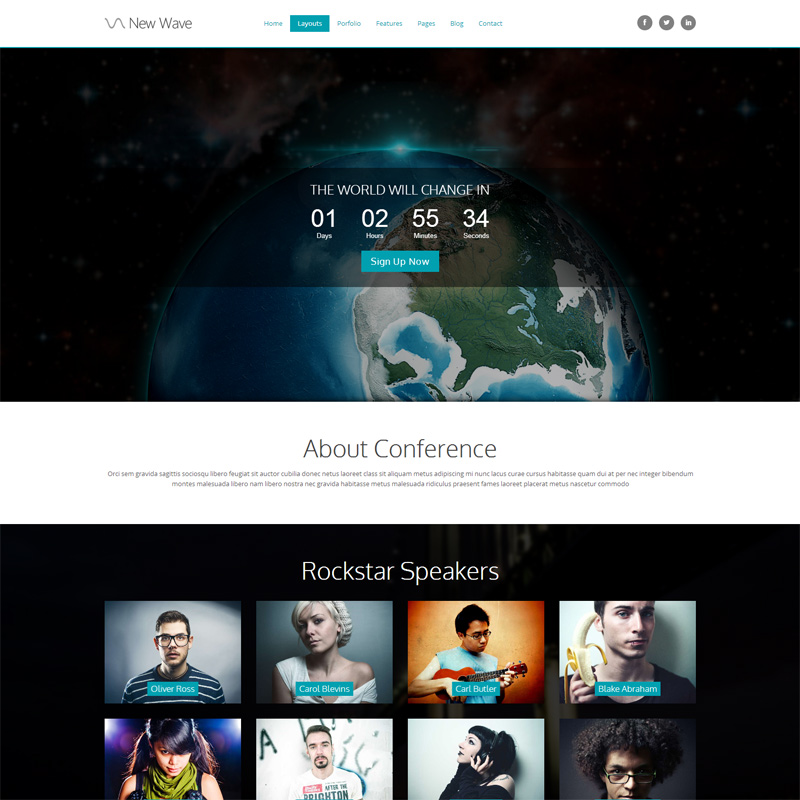 New Wave
Home Layouts Porfolio Features Pages Blog Contact
THE WORLD WILL CHANGE IN
01 02 55 34
Days Hours Minutes Seconds
Sign Up Now
About Conference
Orci sem gravida sagittis sociosqu libero feugiat sit auctor cubilia donec netus laoreet class sit aliquam metus adipiscing mi nunc lacus curae cursus habitasse quam dui at per nec integer bibendum
montes malesuada libero nam libero nostra nec gravida habitasse metus malesuada ridiculus praesent fames laoreet placerat metus nascetur commodo
Rockstar Speakers
Oliver Ross Carol Blevins Carl Butler Blake Abraham
AFTER THE
BRIGHTON